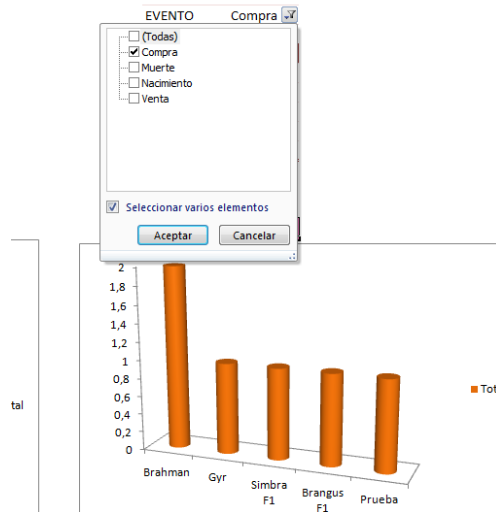 EVENTO Compra
(Todas)
Compra
Muerte
Nacimiento
Venta
Seleccionar varios elementos
Aceptar Cancelar
2
1,8
1,6
1,4
1,2
1
0,8
0,6
0,4
0,2
0
Brahman
Gyr
Simbra
F1
Brangus
F1
Prueba
Tot
tal